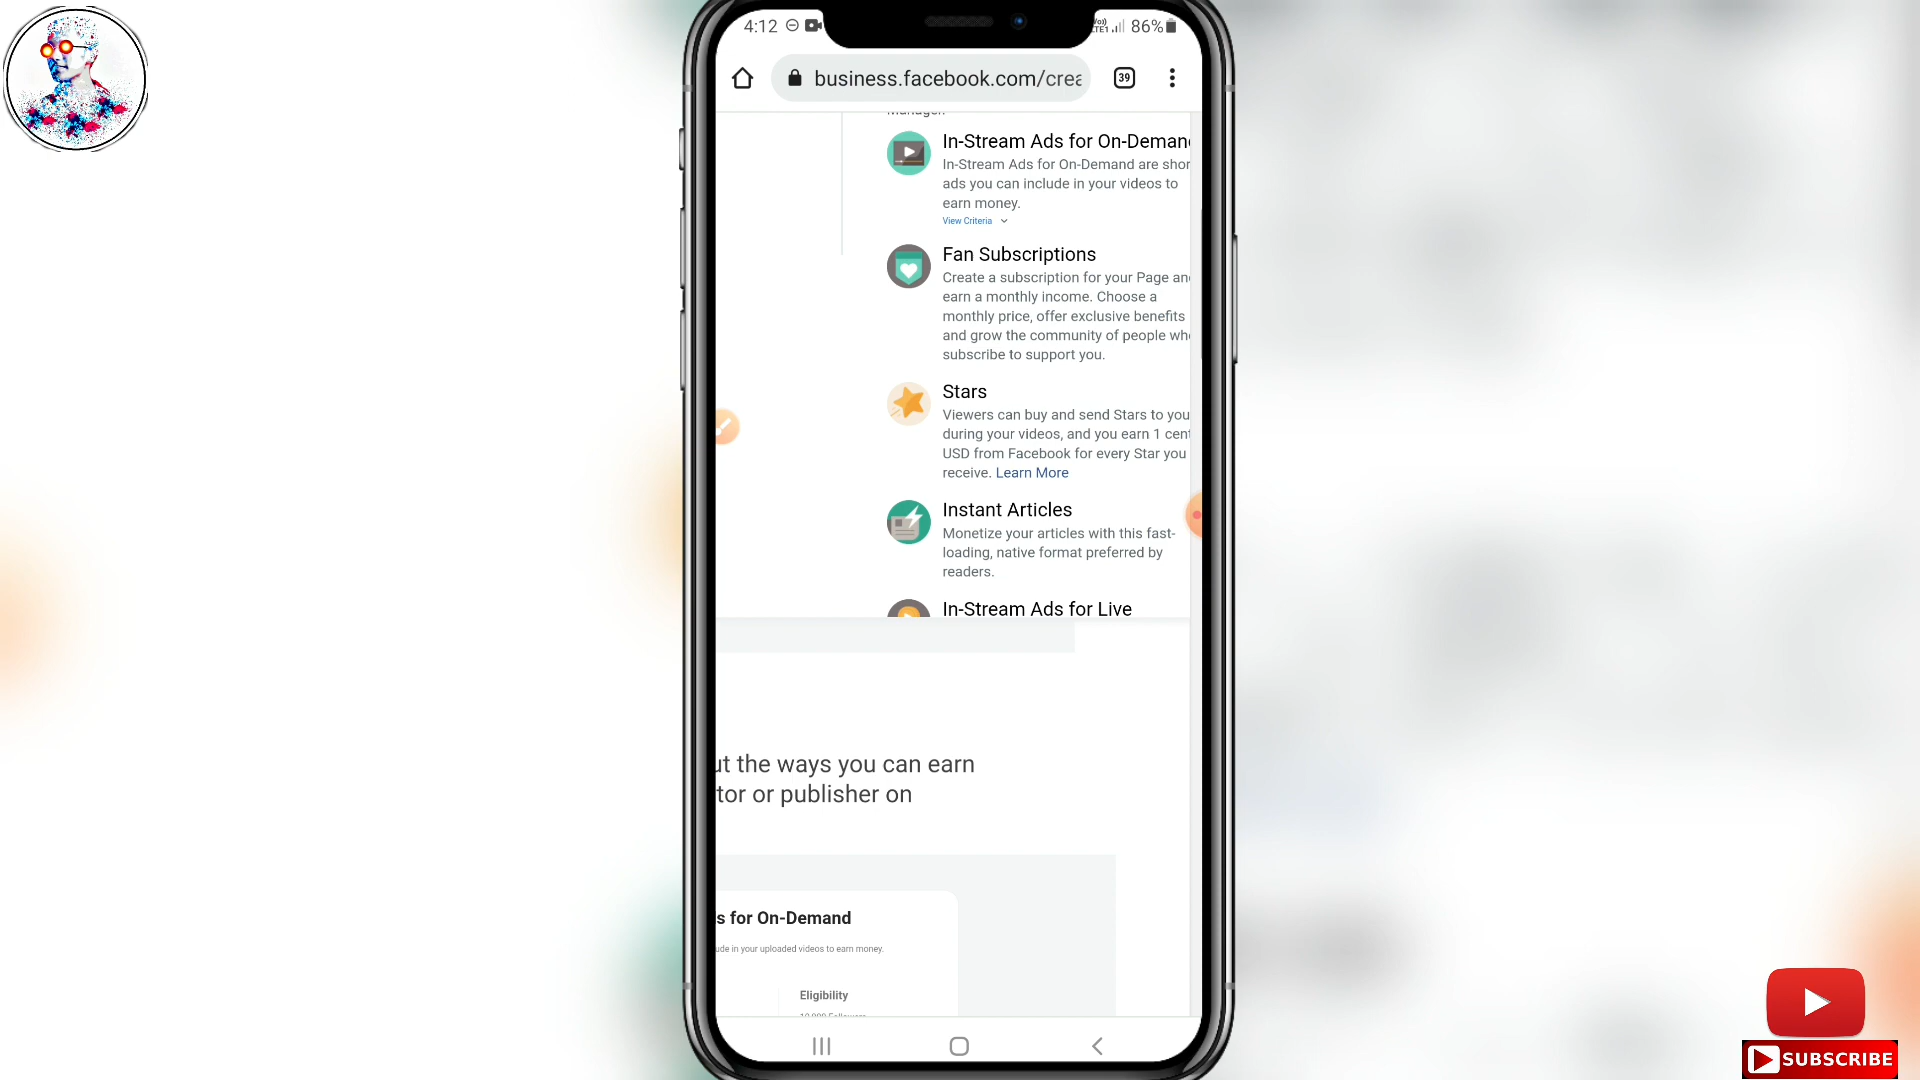 4:12
86%
business.facebook.com/crea
39
Manager.
In-Stream Ads for On-Demand
In-Stream Ads for On-Demand are shor
ads you can include in your videos to
earn money.
View Criteria
Fan Subscriptions
Create a subscription for your Page and
earn a monthly income. Choose a
monthly price, offer exclusive benefits
and grow the community of people wh
subscribe to support you.
Stars
Viewers can buy and send Stars to you
during your videos, and you earn 1 cent
USD from Facebook for every Star you
receive. Learn More
Instant Articles
Monetize your articles with this fast-
loading, native format preferred by
readers.
In-Stream Ads for Live
ut the ways you can earn
tor or publisher on
s for On-Demand
ude in your uploaded videos to earn money.
Eligibility
SUBSCRIBE